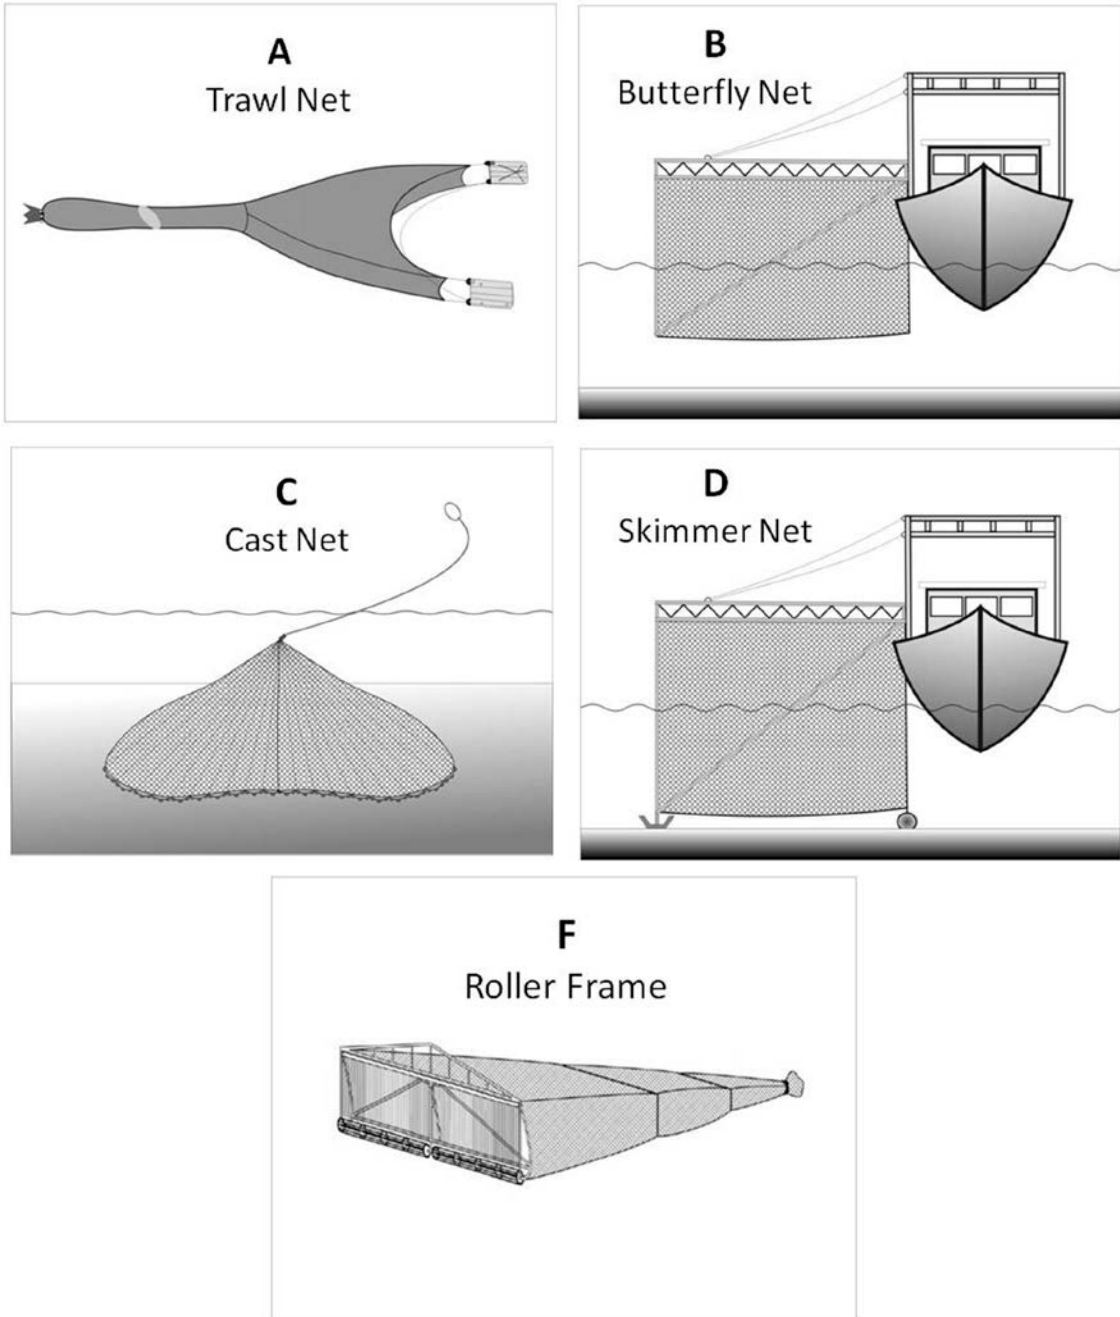 A
Trawl Net
B
Butterfly Net
C
Cast Net
D
Skimmer Net
F
Roller Frame